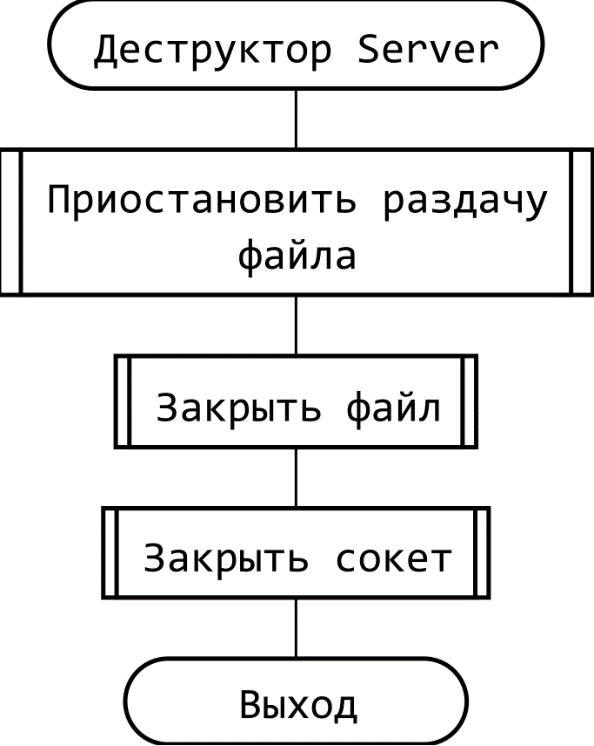 Деструктор Server
Приостановить раздачу
файла
Закрыть файл
Закрыть сокет
Выход